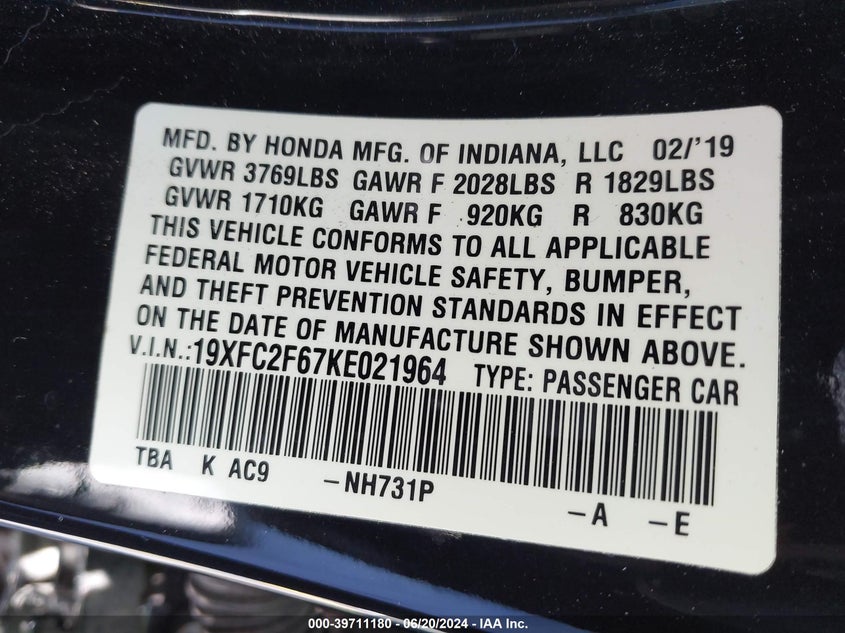 MFD. BY HONDA MFG. OF INDIANA, LLC 02/'19
GVWR 3769LBS GAWR F 2028LBS R 1829LBS
GVWR 1710KG GAWR F 920KG R 830KG
THIS VEHICLE CONFORMS TO ALL APPLICABLE
FEDERAL MOTOR VEHICLE SAFETY, BUMPER,
AND THEFT PREVENTION STANDARDS IN EFFECT
ON THE DATE OF MANUFACTURE SHOWN ABOVE.
V.I.N.:19XFC2F67KE021964 TYPE: PASSENGER CAR
TBA K AC9 -NH731P -A -E
000-39711180 - 06/20/2024 - IAA Inc.